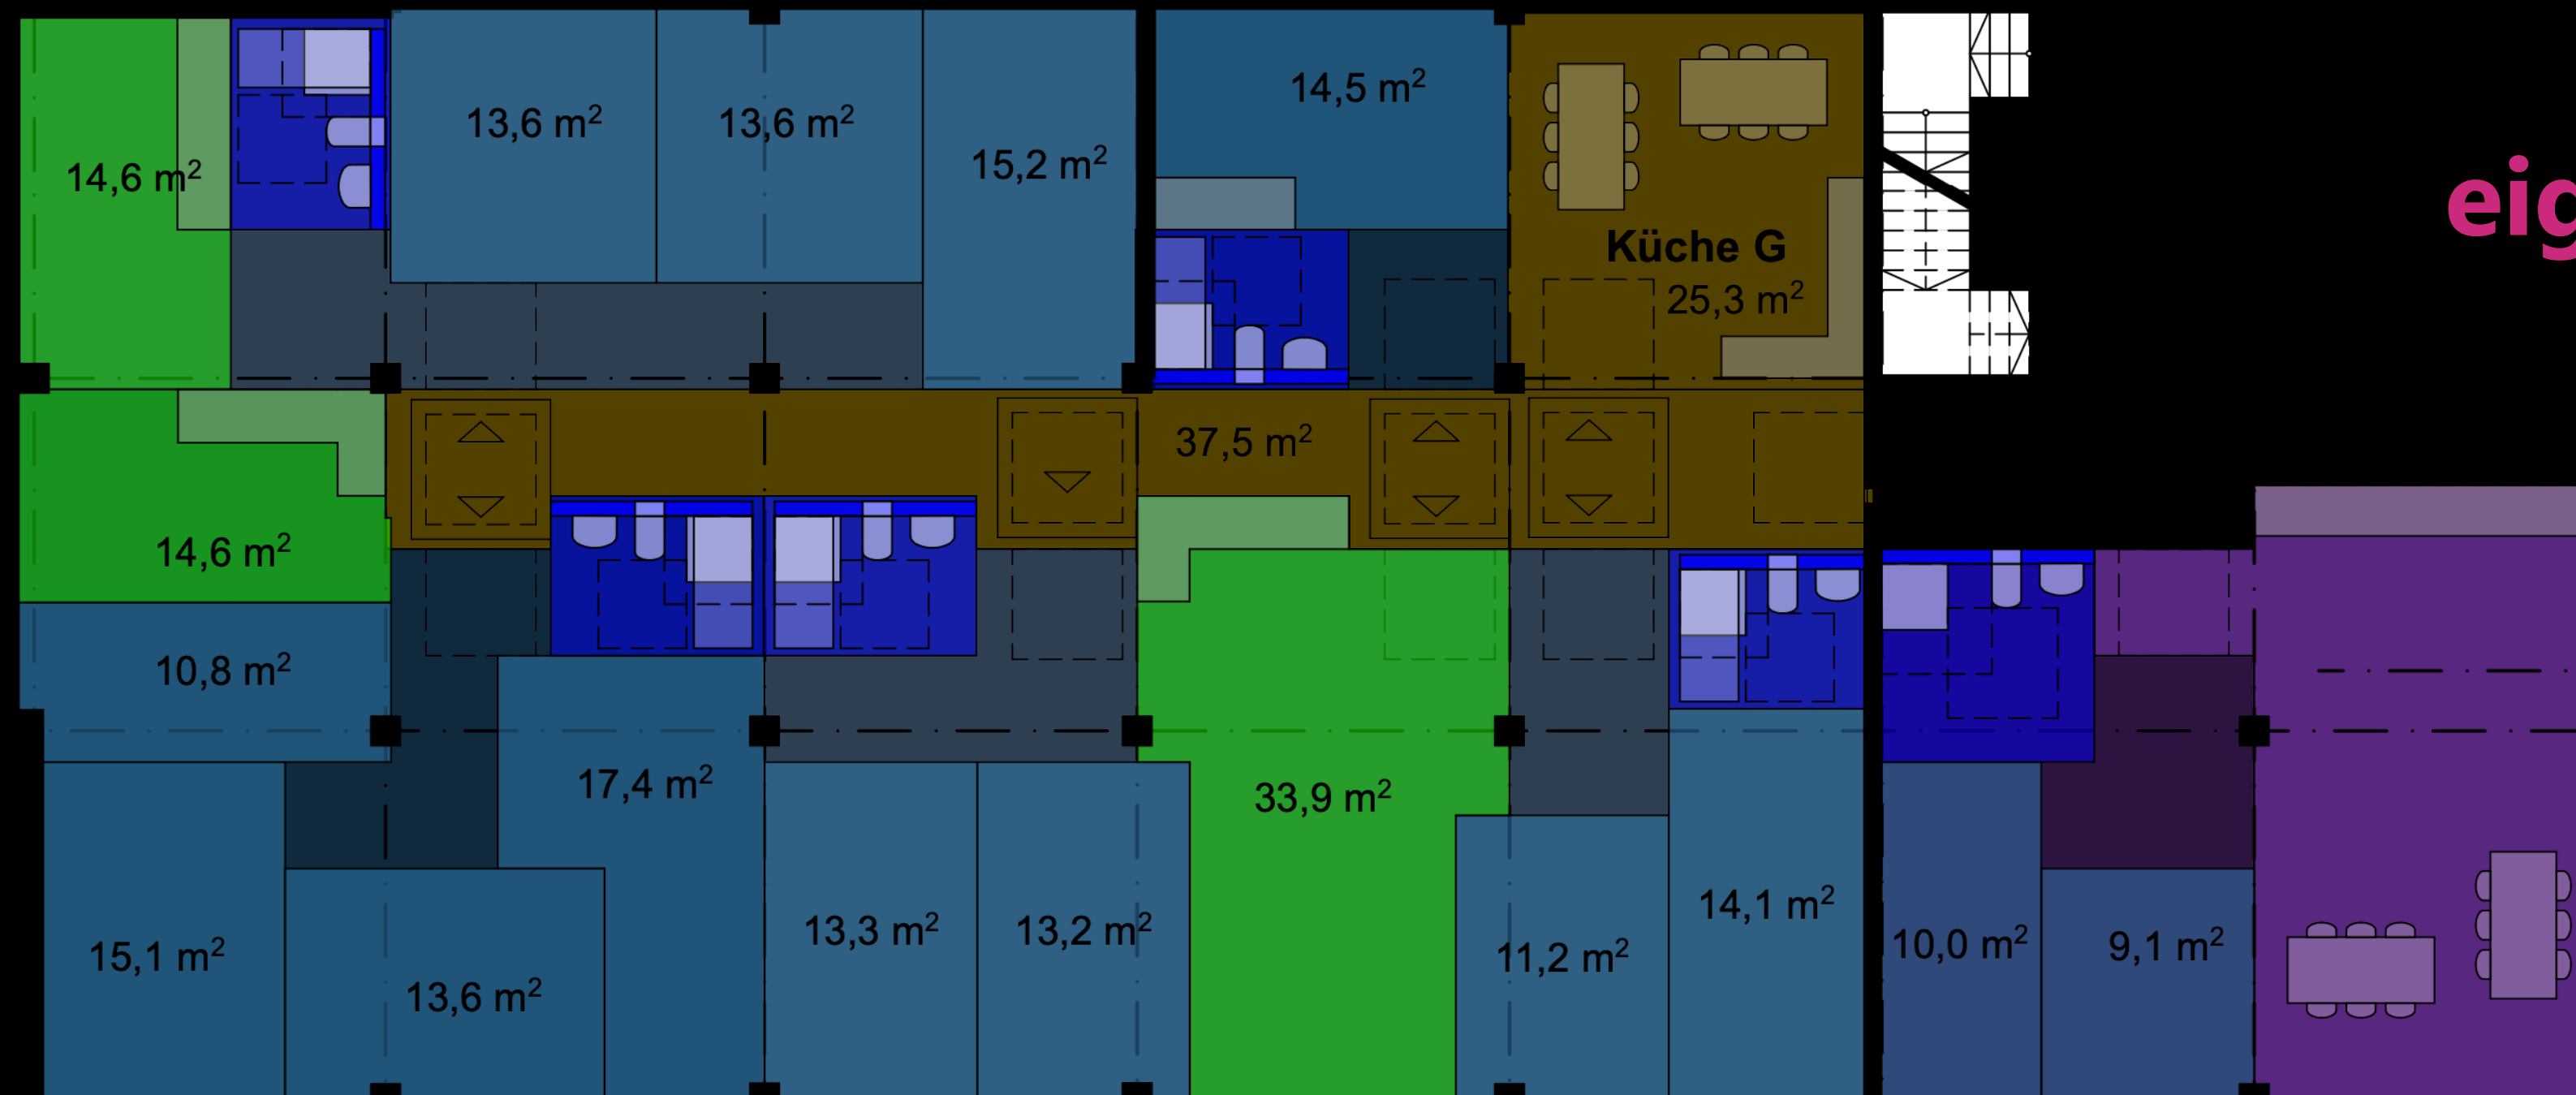 14,5 m²
13,6 m²
13,6 m²
15,2 m²
14,6 m²
eig
Küche G
25,3 m²
37,5 m²
14,6 m²
10,8 m²
17,4 m²
33,9 m²
14,1 m²
13,3 m²
13,2 m²
10,0 m²
9,1 m²
15,1 m²
11,2 m²
13,6 m²